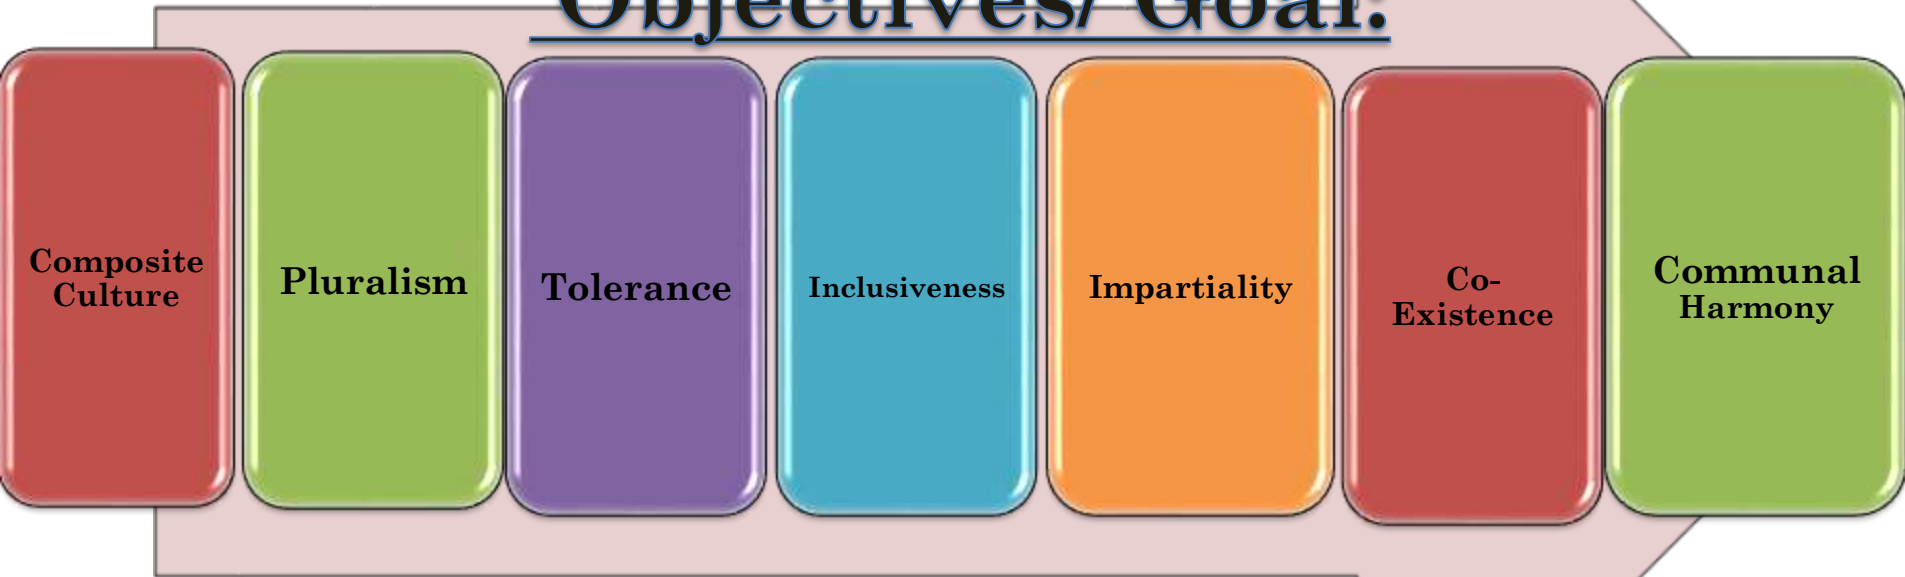 Objectives/ Goal:
Composite
Culture
Pluralism
Tolerance
Inclusiveness
Impartiality
Co-
Existence
Communal
Harmony